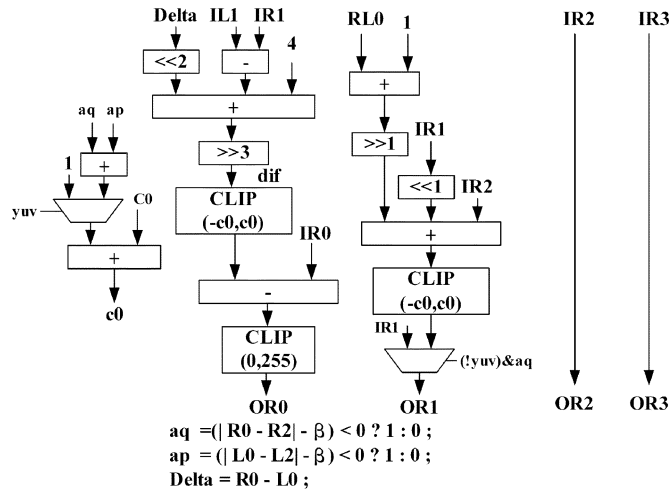 Delta IL1 IR1 RL0 1 IR2 IR3
4
<<2 - +
+
aq ap >>3 >>1 IR1
1 + dif <<1 IR2
yuv C0 CLIP
(-c0,c0) +
+ IR0 CLIP
(-c0,c0)
c0 -
CLIP
(0,255) IR1 (!yuv)&aq
OR0 OR1 OR2 OR3
aq =(| R0 - R2| - β) < 0 ? 1 : 0 ;
ap = (| L0 - L2| - β) < 0 ? 1 : 0 ;
Delta = R0 - L0 ;